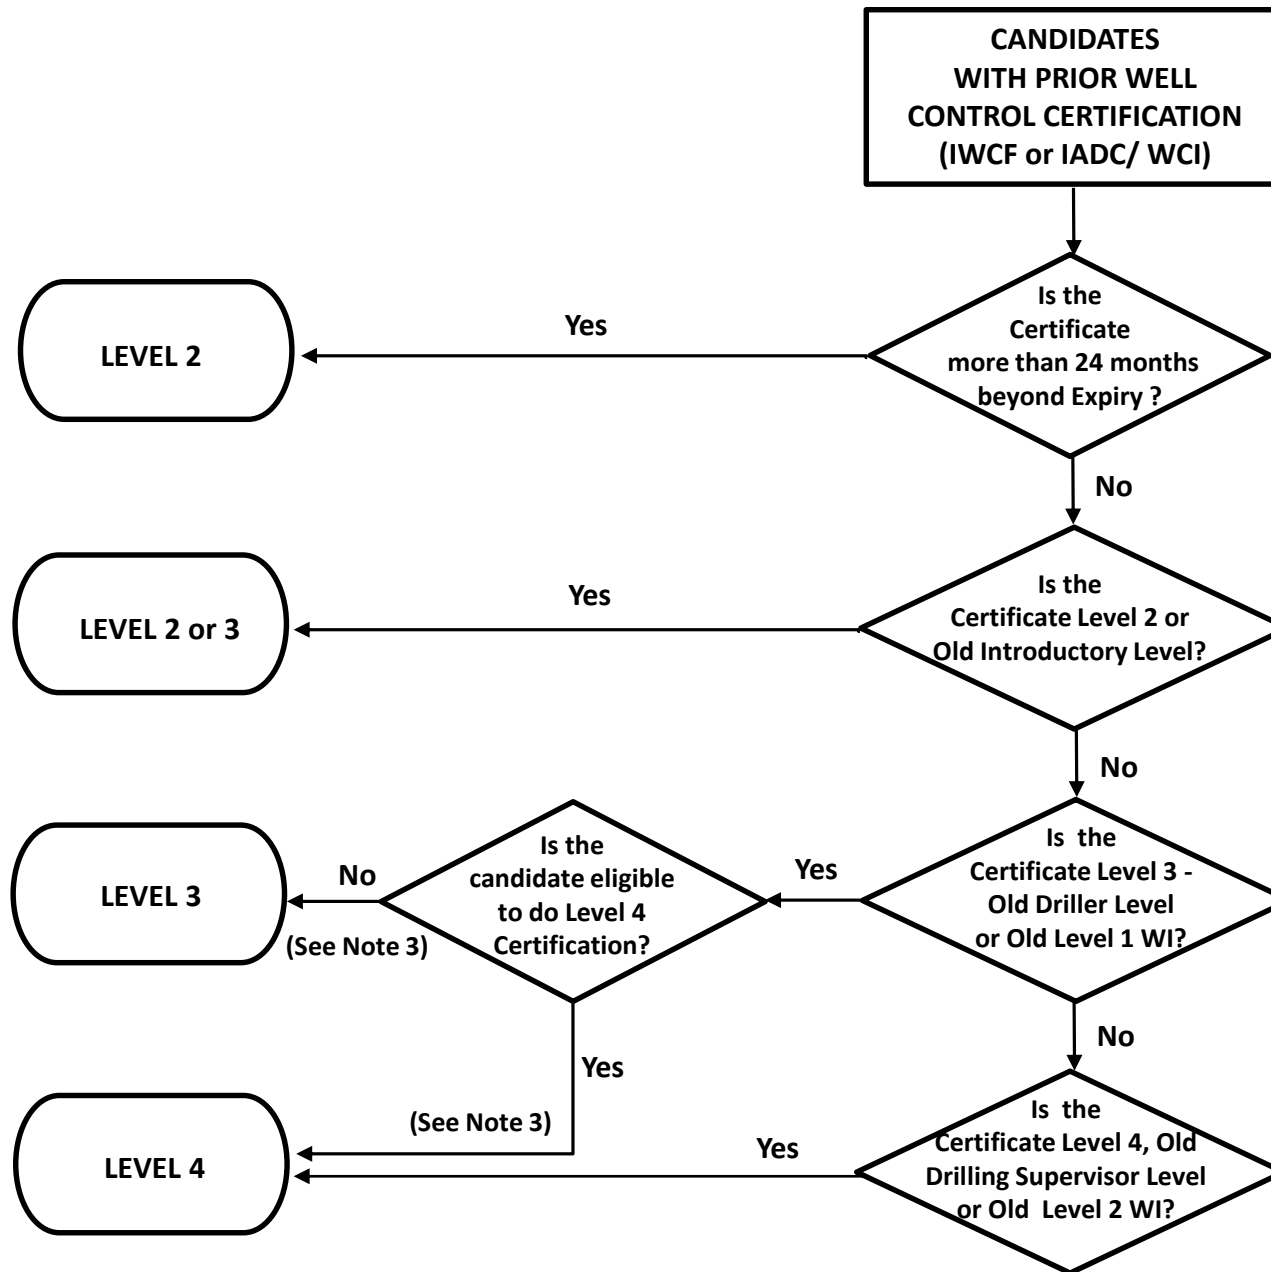 CANDIDATES
WITH PRIOR WELL
CONTROL CERTIFICATION
(IWCF or IADC/ WCI)
Is the
Certificate
more than 24 months
beyond Expiry ?
Yes
LEVEL 2
No
Is the
Certificate Level 2 or
Old Introductory Level?
Yes
LEVEL 2 or 3
No
Is the
Certificate Level 3 -
Old Driller Level
or Old Level 1 WI?
Yes
Is the
candidate eligible
to do Level 4
Certification?
No
(See Note 3)
LEVEL 3
Yes
(See Note 3)
No
Is the
Certificate Level 4, Old
Drilling Supervisor Level
or Old Level 2 WI?
Yes
LEVEL 4